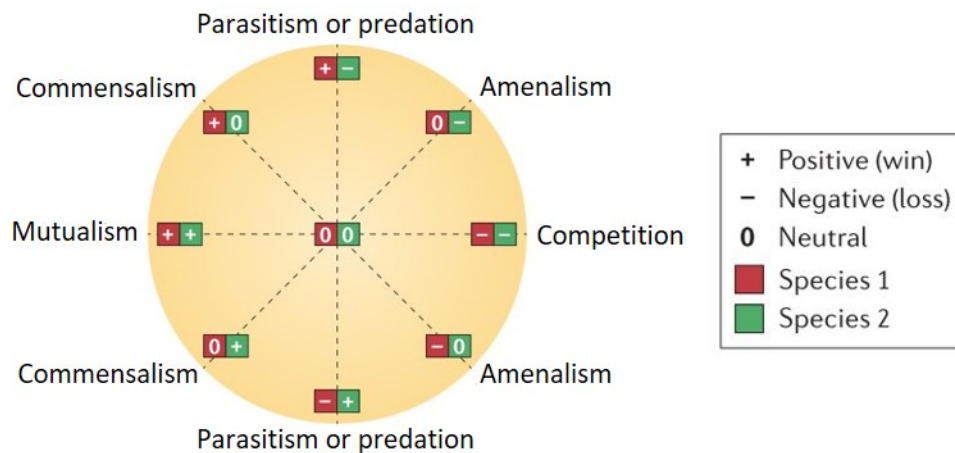 Parasitism or predation
+ −
Commensalism
Amenalism
+ 0
0 −
Mutualism
+ +
0 0
− −
Competition
0 +
− 0
Commensalism
Amenalism
− +
Parasitism or predation
+ Positive (win)
− Negative (loss)
0 Neutral
Species 1
Species 2